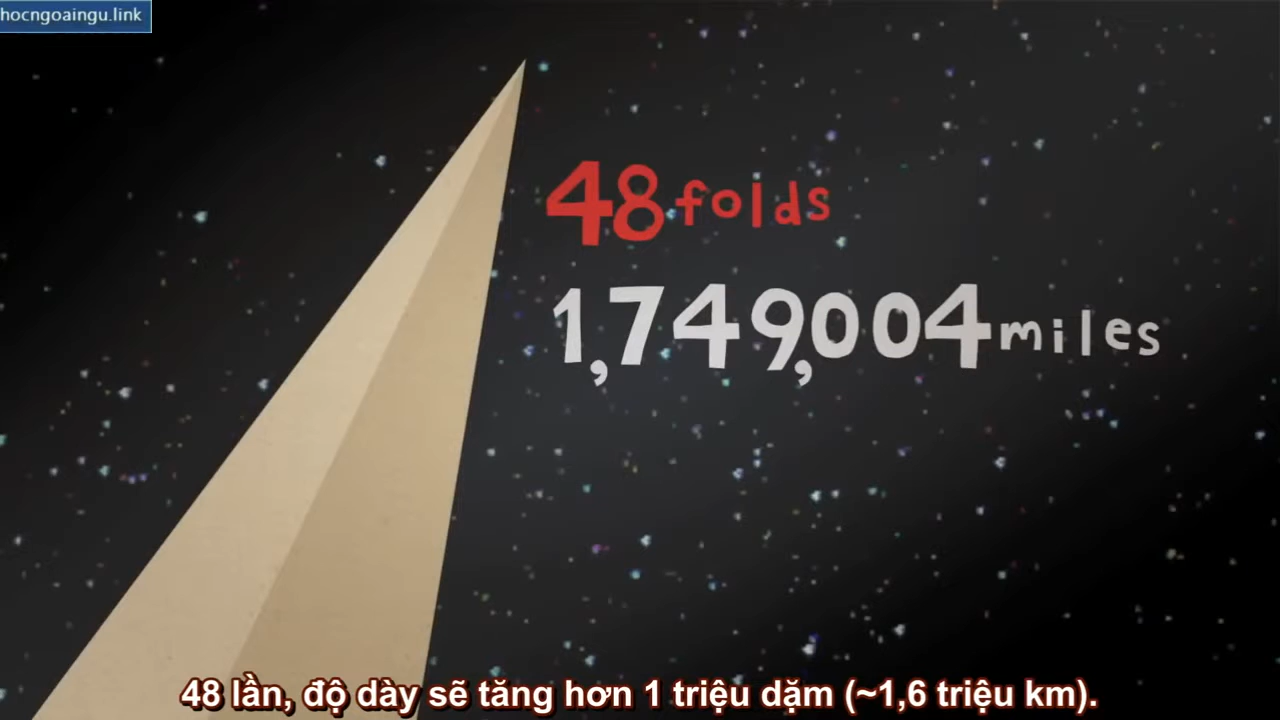 hocngoaingu.link
48 folds
1,749,004 miles
48 lần, độ dày sẽ tăng hơn 1 triệu dặm (~1,6 triệu km).